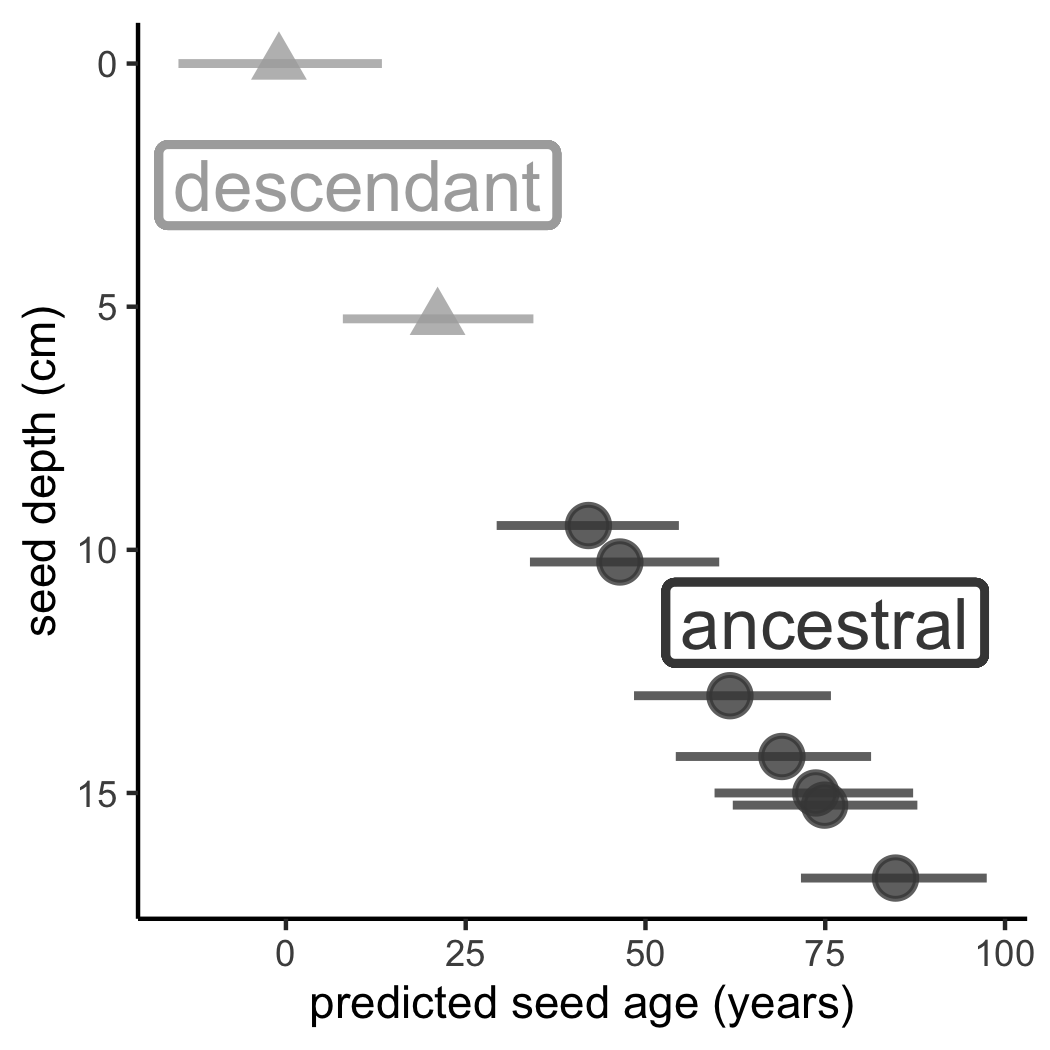 seed depth (cm)
0
5
10
15
descendant
ancestral
0 25 50 75 100
predicted seed age (years)